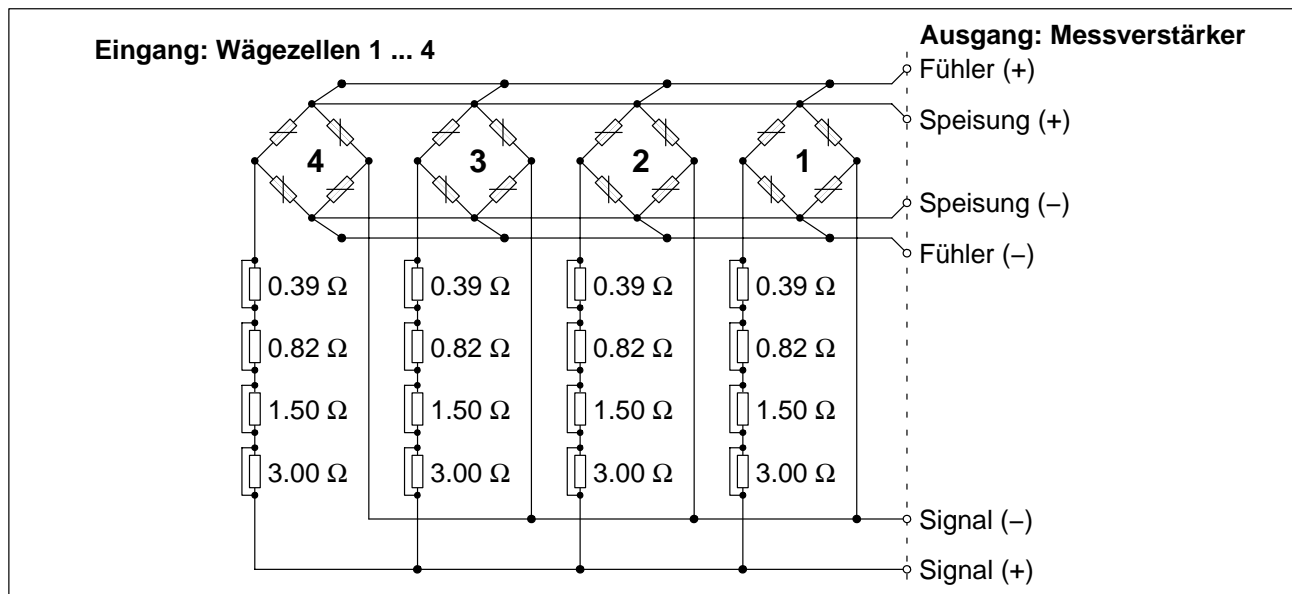 Eingang: Wägezellen 1 ... 4
Ausgang: Messverstärker
Fühler (+)
Speisung (+)
4 3 2 1
Speisung (–)
Fühler (–)
0.39 Ω 0.39 Ω 0.39 Ω 0.39 Ω
0.82 Ω 0.82 Ω 0.82 Ω 0.82 Ω
1.50 Ω 1.50 Ω 1.50 Ω 1.50 Ω
3.00 Ω 3.00 Ω 3.00 Ω 3.00 Ω
Signal (–)
Signal (+)